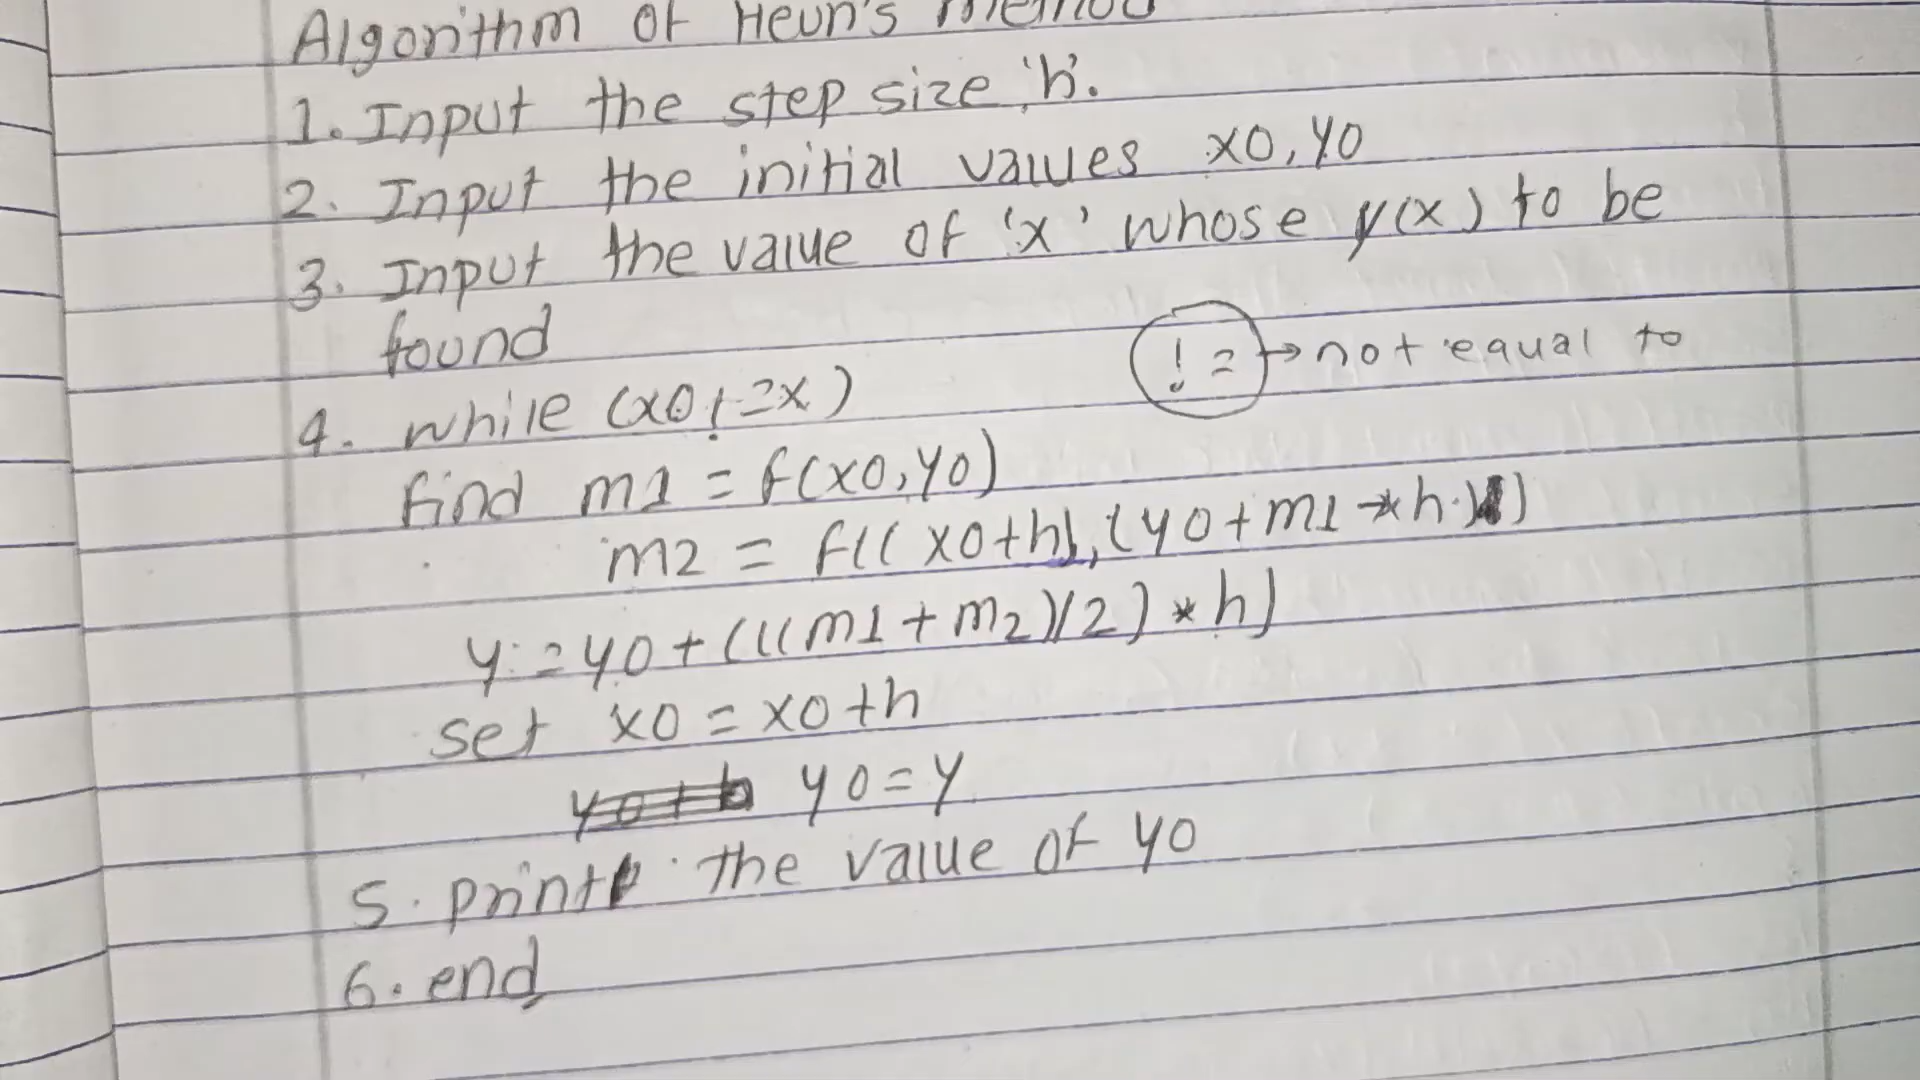 Algorithm of Heun's method
1. Input the step size 'h'.
2. Input the initial values x0, y0
3. Input the value of 'x' whose y(x) to be
found
!= → not equal to
4. while (x0!=x)
find m1 = f(x0,y0)
m2 = f((x0+h),(y0+m1*h))
y = y0+(((m1+m2)/2)*h)
set x0 = x0+h
y0=y
5. print the value of y0
6. end